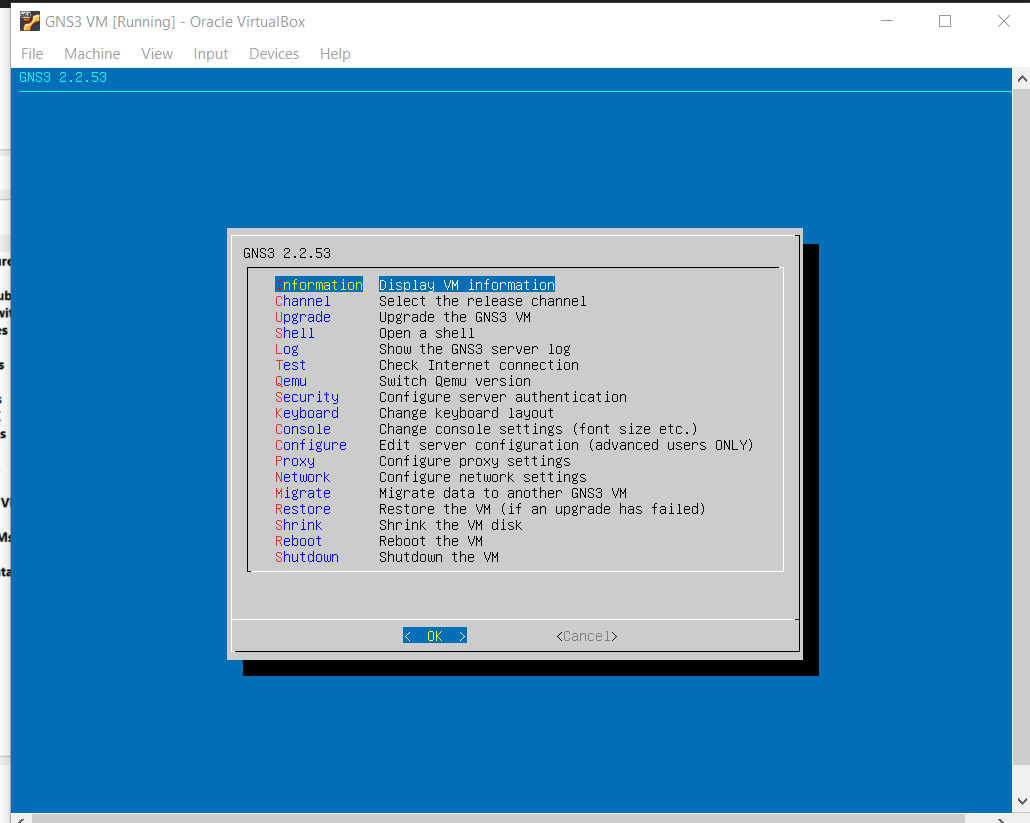 GNS3 VM [Running] - Oracle VirtualBox
File Machine View Input Devices Help
GNS3 2.2.53
GNS3 2.2.53
Information Display VM information
Channel Select the release channel
Upgrade Upgrade the GNS3 VM
Shell Open a shell
Log Show the GNS3 server log
Test Check Internet connection
Qemu Switch Qemu version
Security Configure server authentication
Keyboard Change keyboard layout
Console Change console settings (font size etc.)
Configure Edit server configuration (advanced users ONLY)
Proxy Configure proxy settings
Network Configure network settings
Migrate Migrate data to another GNS3 VM
Restore Restore the VM (if an upgrade has failed)
Shrink Shrink the VM disk
Reboot Reboot the VM
Shutdown Shutdown the VM
< OK > <Cancel>